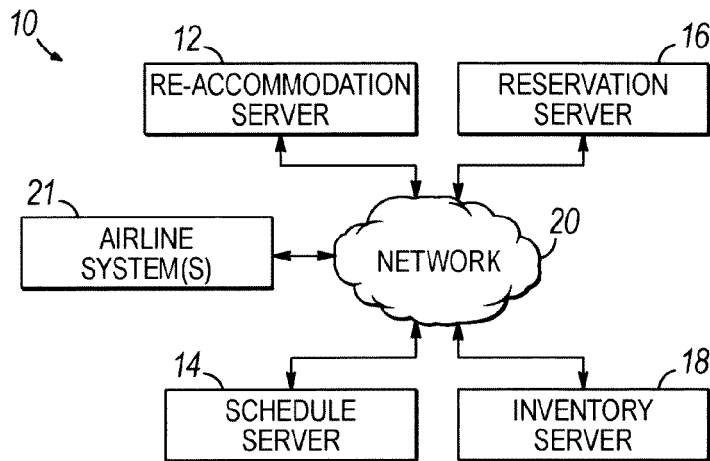 10
12
16
RE-ACCOMMODATION
SERVER
RESERVATION
SERVER
21
AIRLINE
SYSTEM(S)
NETWORK
20
14
18
SCHEDULE
SERVER
INVENTORY
SERVER